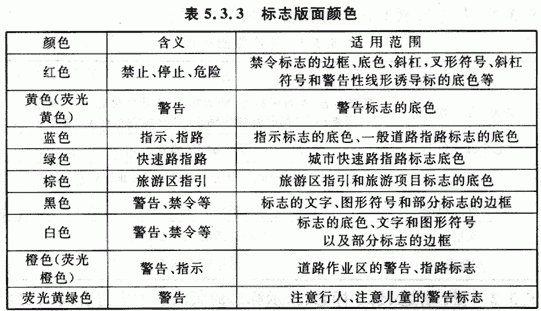 表 5.3.3 标志版面颜色
颜色 含义 适用范围
红色 禁止、停止、危险 禁令标志的边框、底色、斜杠，叉形符号、斜杠
符号和警告性线形诱导标的底色等
黄色(荧光
黄色) 警告 警告标志的底色
蓝色 指示、指路 指示标志的底色、一般道路指路标志的底色
绿色 快速路指路 城市快速路指路标志底色
棕色 旅游区指引 旅游区指引和旅游项目标志的底色
黑色 警告、禁令等 标志的文字、图形符号和部分标志的边框
白色 警告、禁令等 标志的底色、文字和图形符号
以及部分标志的边框
橙色(荧光
橙色) 警告、指示 道路作业区的警告、指路标志
荧光黄绿色 警告 注意行人、注意儿童的警告标志